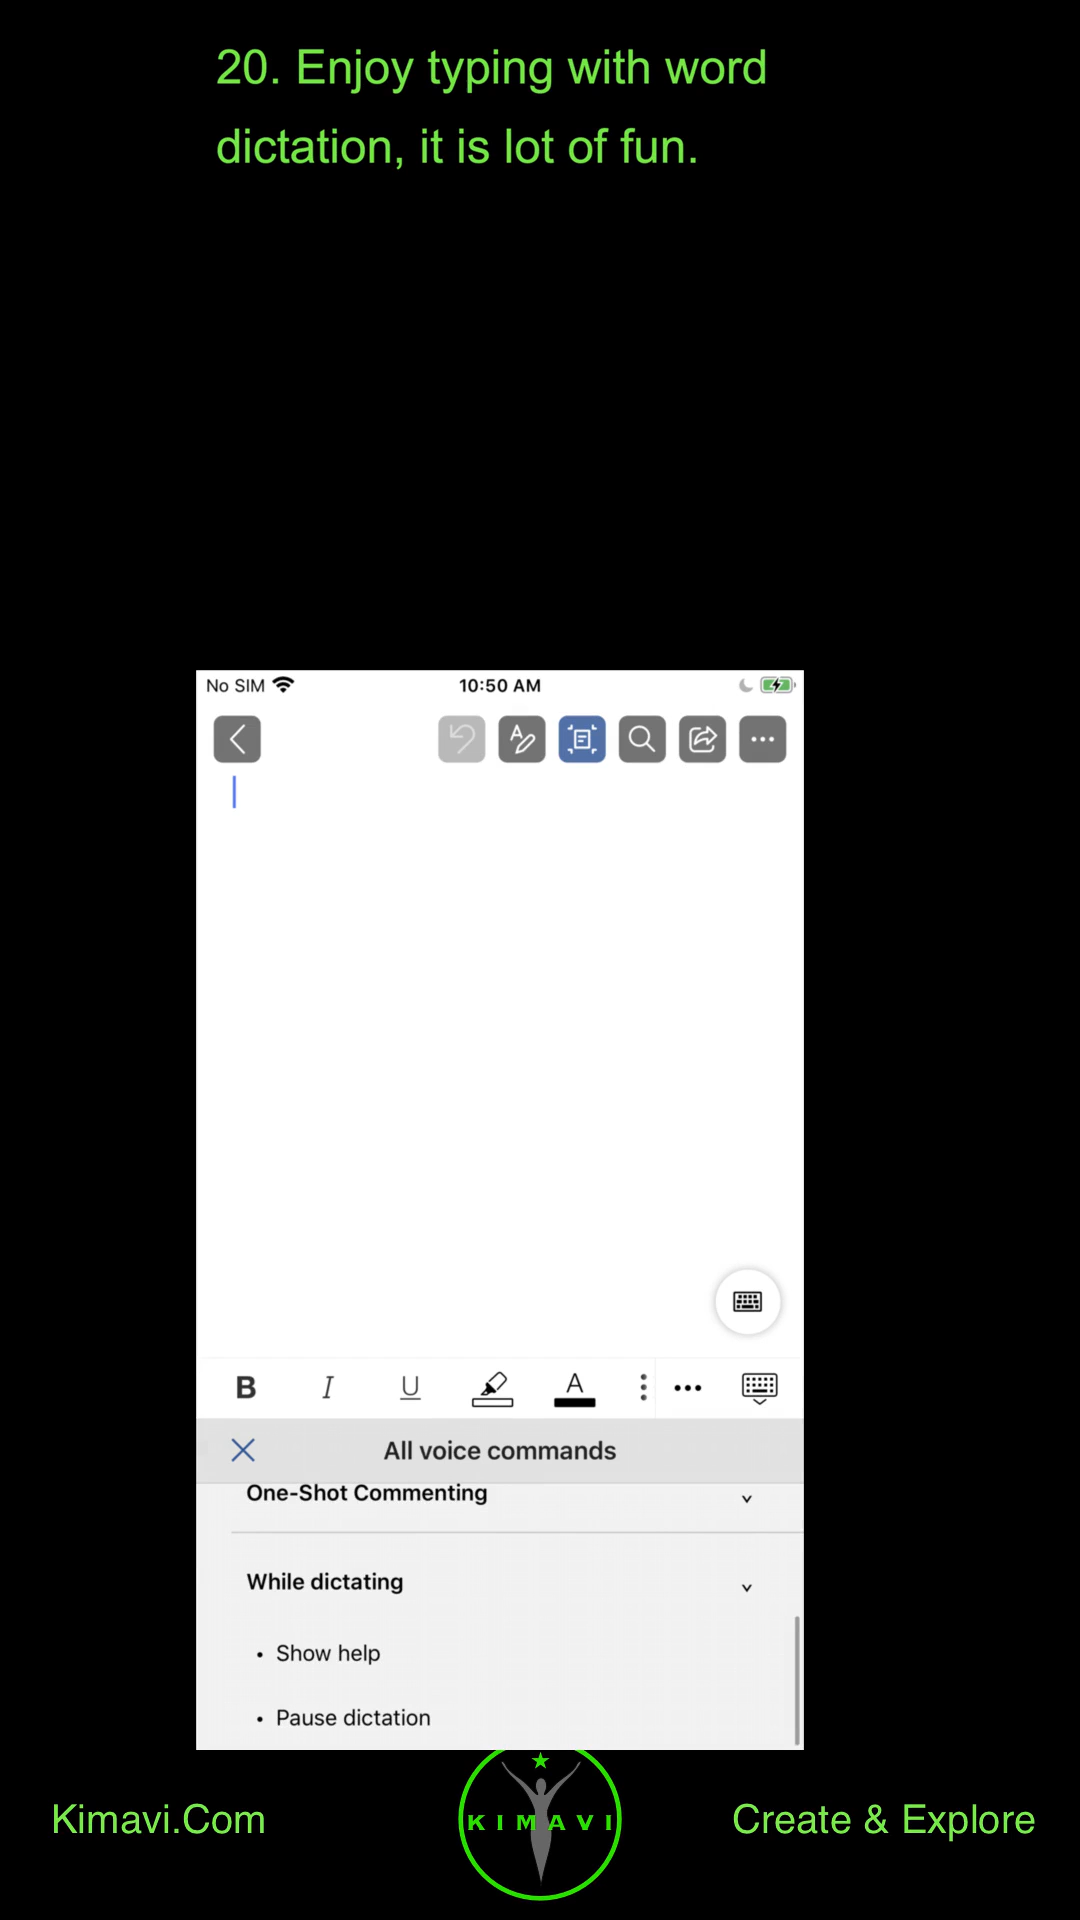 20. Enjoy typing with word
dictation, it is lot of fun.
No SIM 10:50 AM
B I U A
All voice commands
One-Shot Commenting
While dictating
• Show help
• Pause dictation
Kimavi.Com KIMAVI Create & Explore